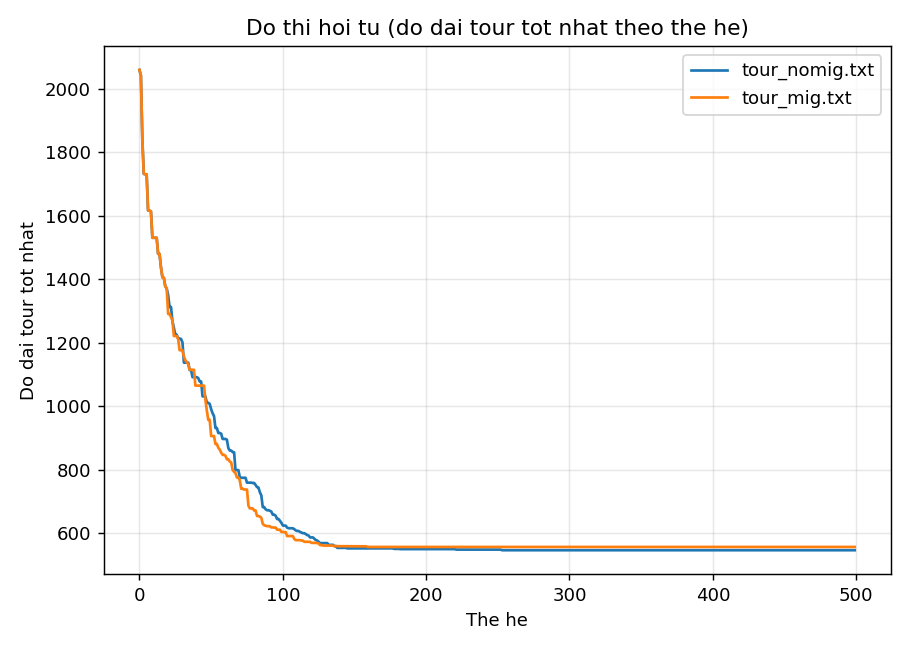 Do thi hoi tu (do dai tour tot nhat theo the he)
tour_nomig.txt
tour_mig.txt
Do dai tour tot nhat
2000
1800
1600
1400
1200
1000
800
600
0 100 200 300 400 500
The he